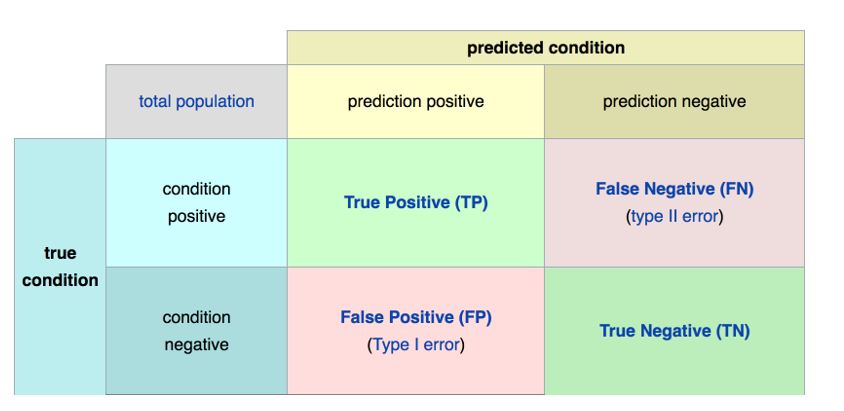 predicted condition
total population
prediction positive
prediction negative
true
condition
condition
positive
True Positive (TP)
False Negative (FN)
(type II error)
condition
negative
False Positive (FP)
(Type I error)
True Negative (TN)